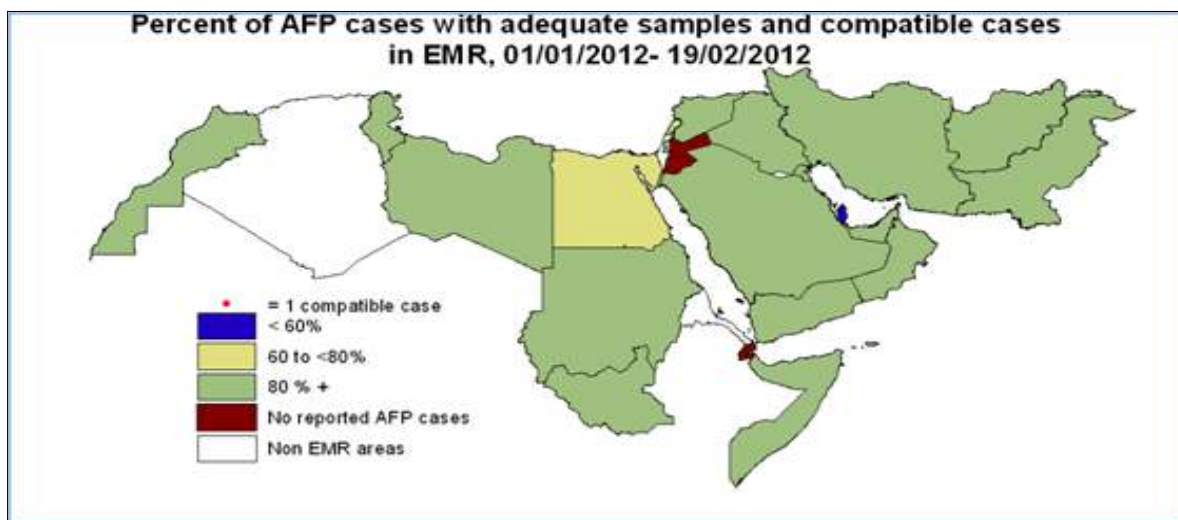 Percent of AFP cases with adequate samples and compatible cases
in EMR, 01/01/2012- 19/02/2012
= 1 compatible case
< 60%
60 to <80%
80 % +
No reported AFP cases
Non EMR areas